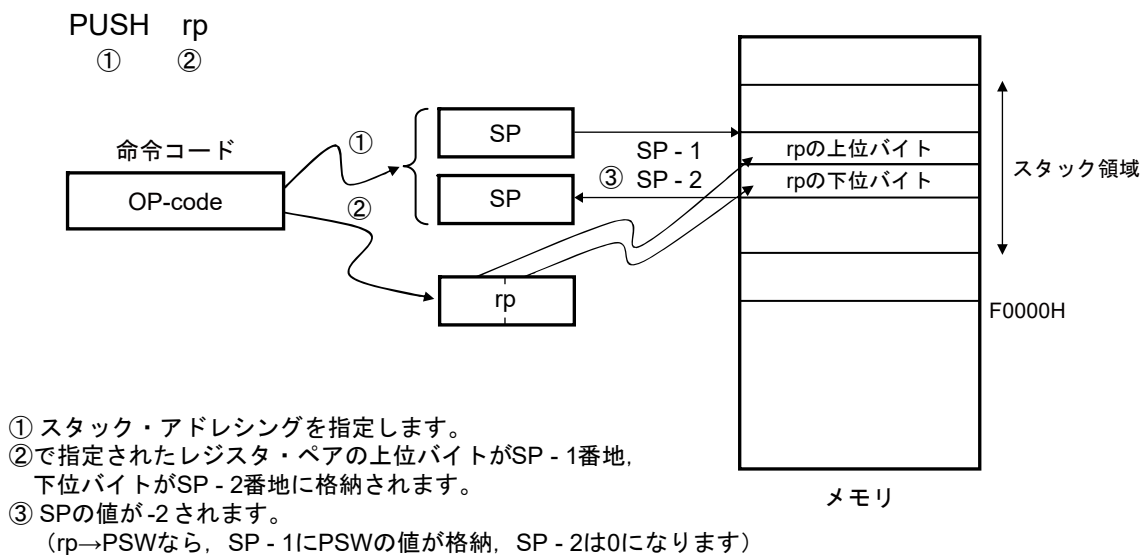 PUSH rp
① ②
命令コード
OP-code
①
②
SP
SP
rp
SP - 1
③ SP - 2
rpの上位バイト
rpの下位バイト
スタック領域
F0000H
メモリ
① スタック・アドレシングを指定します。
②で指定されたレジスタ・ペアの上位バイトがSP - 1番地,
下位バイトがSP - 2番地に格納されます。
③ SPの値が -2 されます。
（rp→PSWなら，SP - 1にPSWの値が格納，SP - 2は0になります）